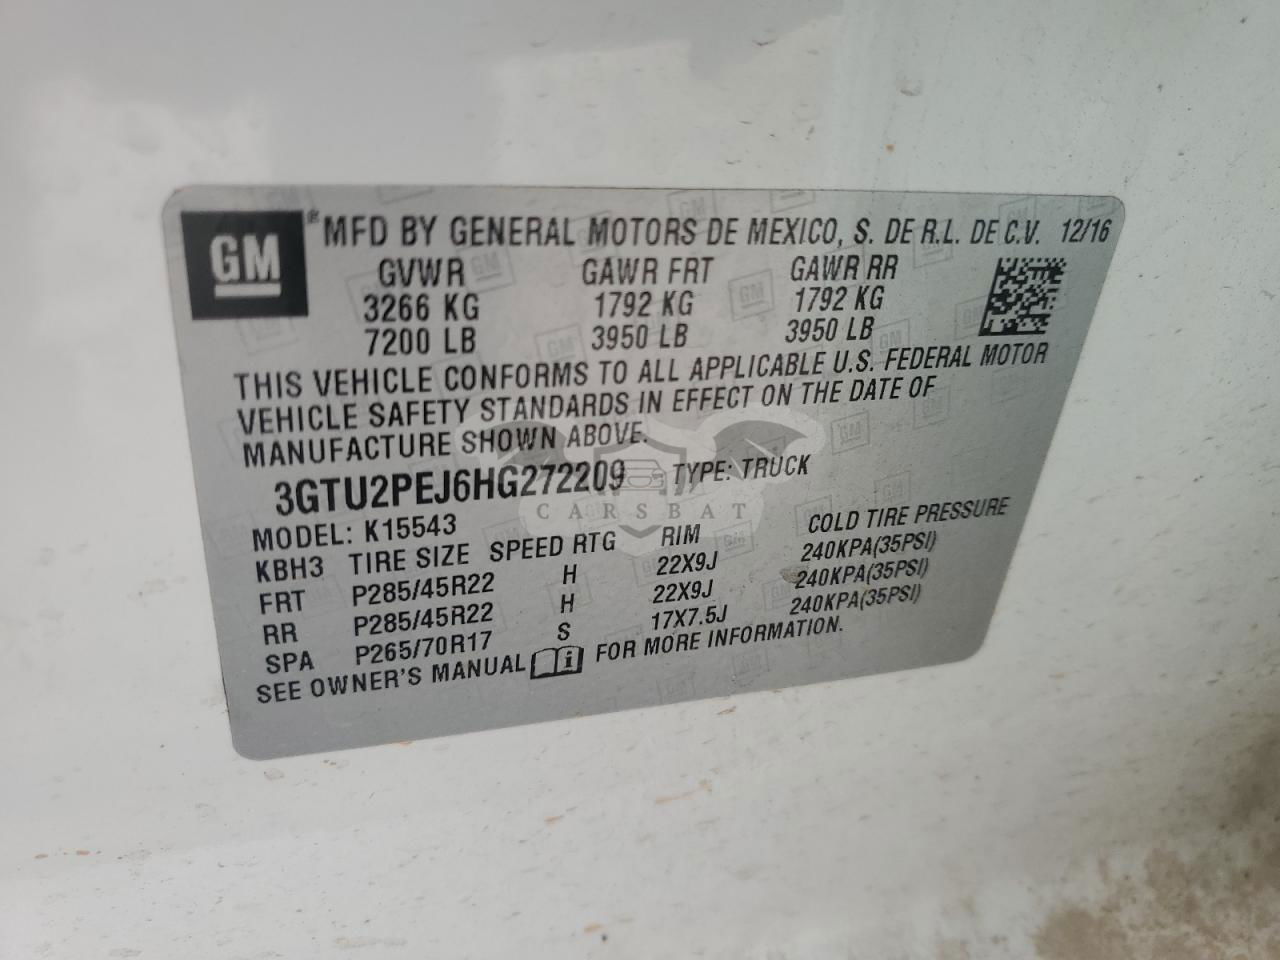 GM ® MFD BY GENERAL MOTORS DE MEXICO, S. DE R.L. DE C.V. 12/16
GVWR GAWR FRT GAWR RR
3266 KG 1792 KG 1792 KG
7200 LB 3950 LB 3950 LB
THIS VEHICLE CONFORMS TO ALL APPLICABLE U.S. FEDERAL MOTOR
VEHICLE SAFETY STANDARDS IN EFFECT ON THE DATE OF
MANUFACTURE SHOWN ABOVE.
3GTU2PEJ6HG272209 TYPE: TRUCK
CARSBAT
MODEL: K15543
KBH3 TIRE SIZE SPEED RTG RIM COLD TIRE PRESSURE
FRT P285/45R22 H 22X9J 240KPA(35PSI)
RR P285/45R22 H 22X9J 240KPA(35PSI)
SPA P265/70R17 S 17X7.5J 240KPA(35PSI)
SEE OWNER'S MANUAL i FOR MORE INFORMATION.